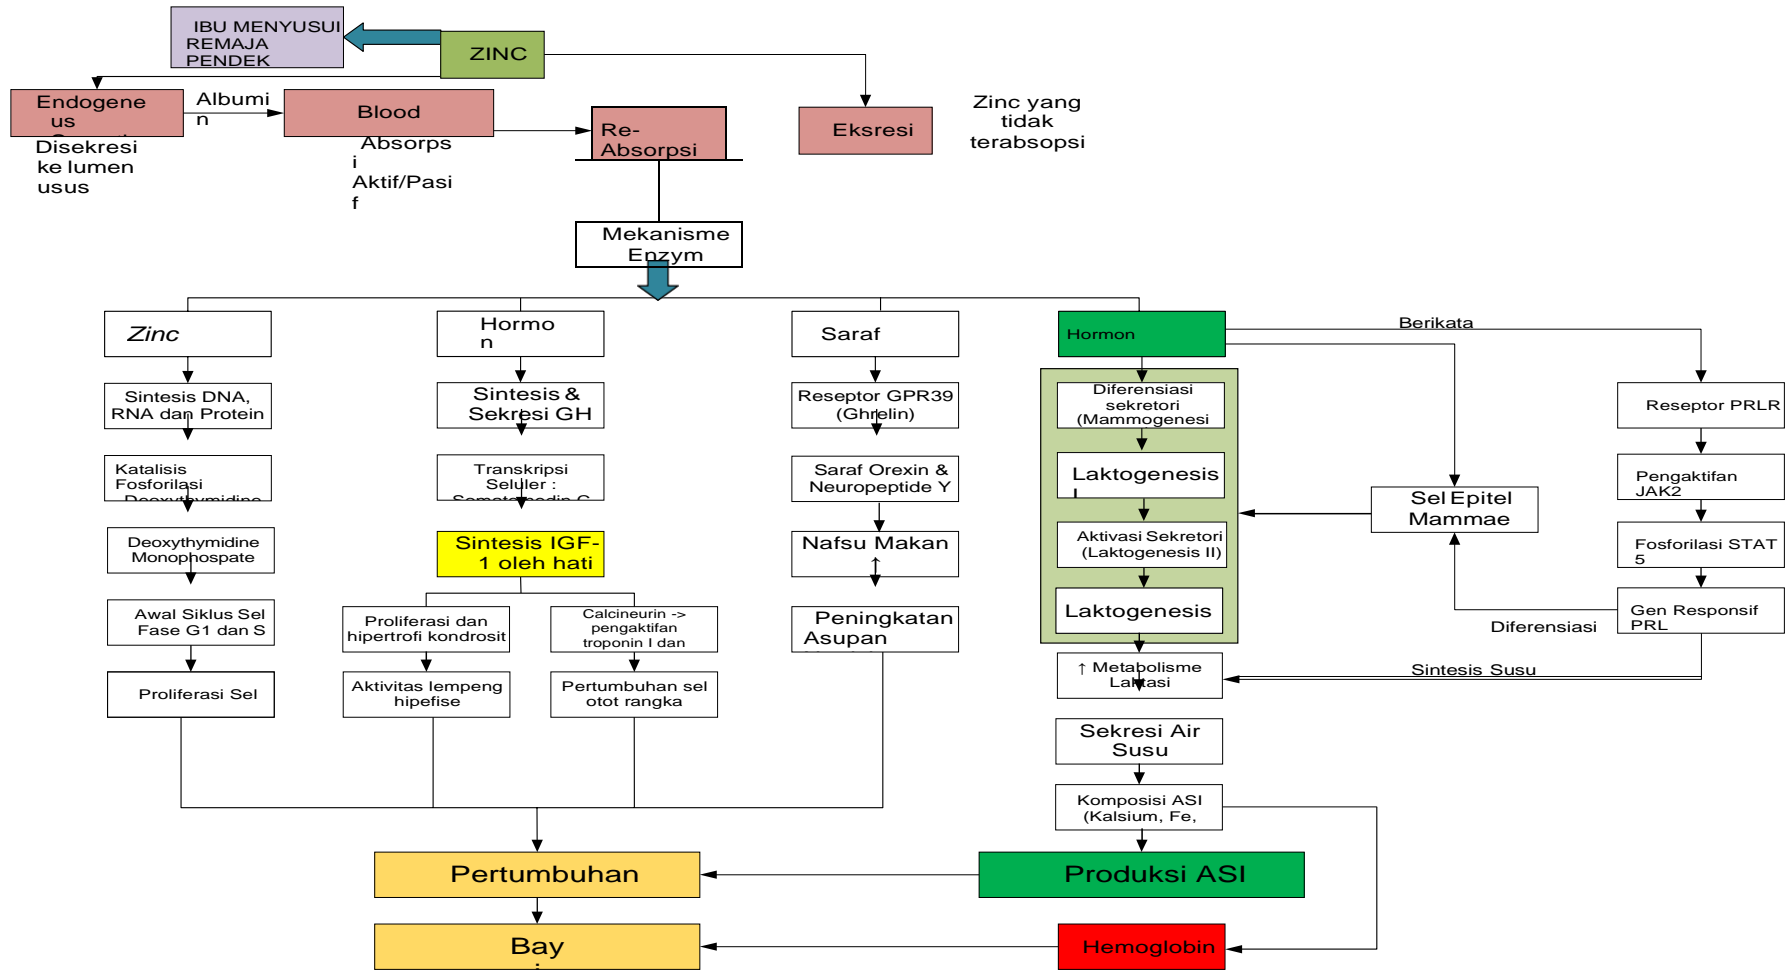 IBU MENYUSUI
REMAJA
PENDEK
ZINC
Endogene
us
Albumi
n
Blood
Re-
Absorpsi
Eksresi
Zinc yang
tidak
terabsopsi
Disekresi
ke lumen
usus
Absorps
i
Aktif/Pasi
f
Mekanisme
Enzym
Zinc
Hormo
n
Saraf
Hormon
Berikata
Sintesis DNA,
RNA dan Protein
Sintesis &
Sekresi GH
Reseptor GPR39
(Ghrelin)
Diferensiasi
sekretori
(Mammogenesi
Reseptor PRLR
Katalisis
Fosforilasi
Deoxythymidine
Transkripsi
Seluler :
Somatomedin C
Saraf Orexin &
Neuropeptide Y
Laktogenesis
I
Pengaktifan
JAK2
Sel Epitel
Mammae
Deoxythymidine
Monophospate
Sintesis IGF-
1 oleh hati
Nafsu Makan
↑
Aktivasi Sekretori
(Laktogenesis II)
Fosforilasi STAT
5
Awal Siklus Sel
Fase G1 dan S
Proliferasi dan
hipertrofi kondrosit
Calcineurin ->
pengaktifan
troponin I dan
Peningkatan
Asupan
Laktogenesis
Gen Responsif
PRL
Diferensiasi
Proliferasi Sel
Aktivitas lempeng
hipefise
Pertumbuhan sel
otot rangka
↑ Metabolisme
Laktasi
Sintesis Susu
Sekresi Air
Susu
Komposisi ASI
(Kalsium, Fe,
Pertumbuhan
Produksi ASI
Bay
i
Hemoglobin